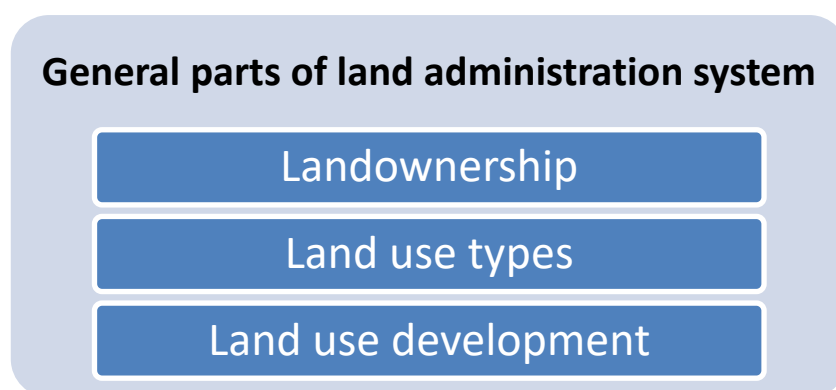 General parts of land administration system
Landownership
Land use types
Land use development